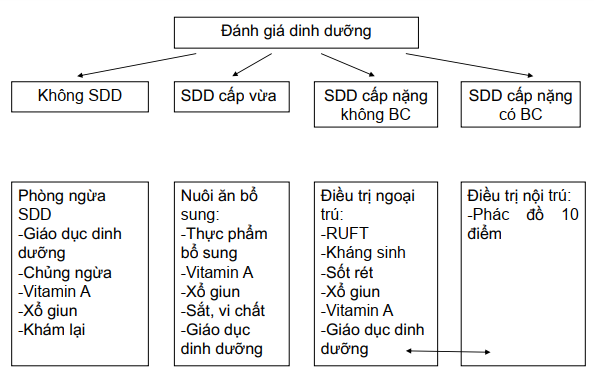 Đánh giá dinh dưỡng
Không SDD
SDD cấp vừa
SDD cấp nặng
không BC
SDD cấp nặng
có BC
Phòng ngừa
SDD
-Giáo dục dinh
dưỡng
-Chủng ngừa
-Vitamin A
-Xổ giun
-Khám lại
Nuôi ăn bổ
sung:
-Thực phẩm
bổ sung
-Vitamin A
-Xổ giun
-Sắt, vi chất
-Giáo dục
dinh dưỡng
Điều trị ngoại
trú:
-RUFT
-Kháng sinh
-Sốt rét
-Xổ giun
-Vitamin A
-Giáo dục dinh
dưỡng
Điều trị nội trú:
-Phác đồ 10
điểm